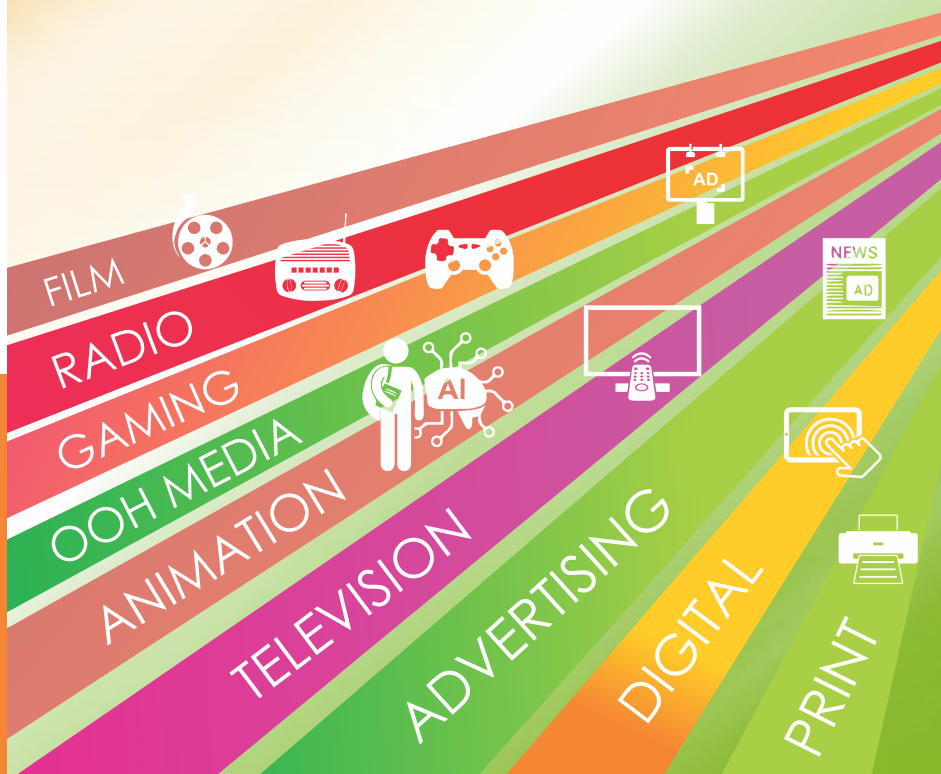 FILM
RADIO
GAMING
OOH MEDIA
ANIMATION
TELEVISION
ADVERTISING
DIGITAL
PRINT
AD
NEWS
AD
AI